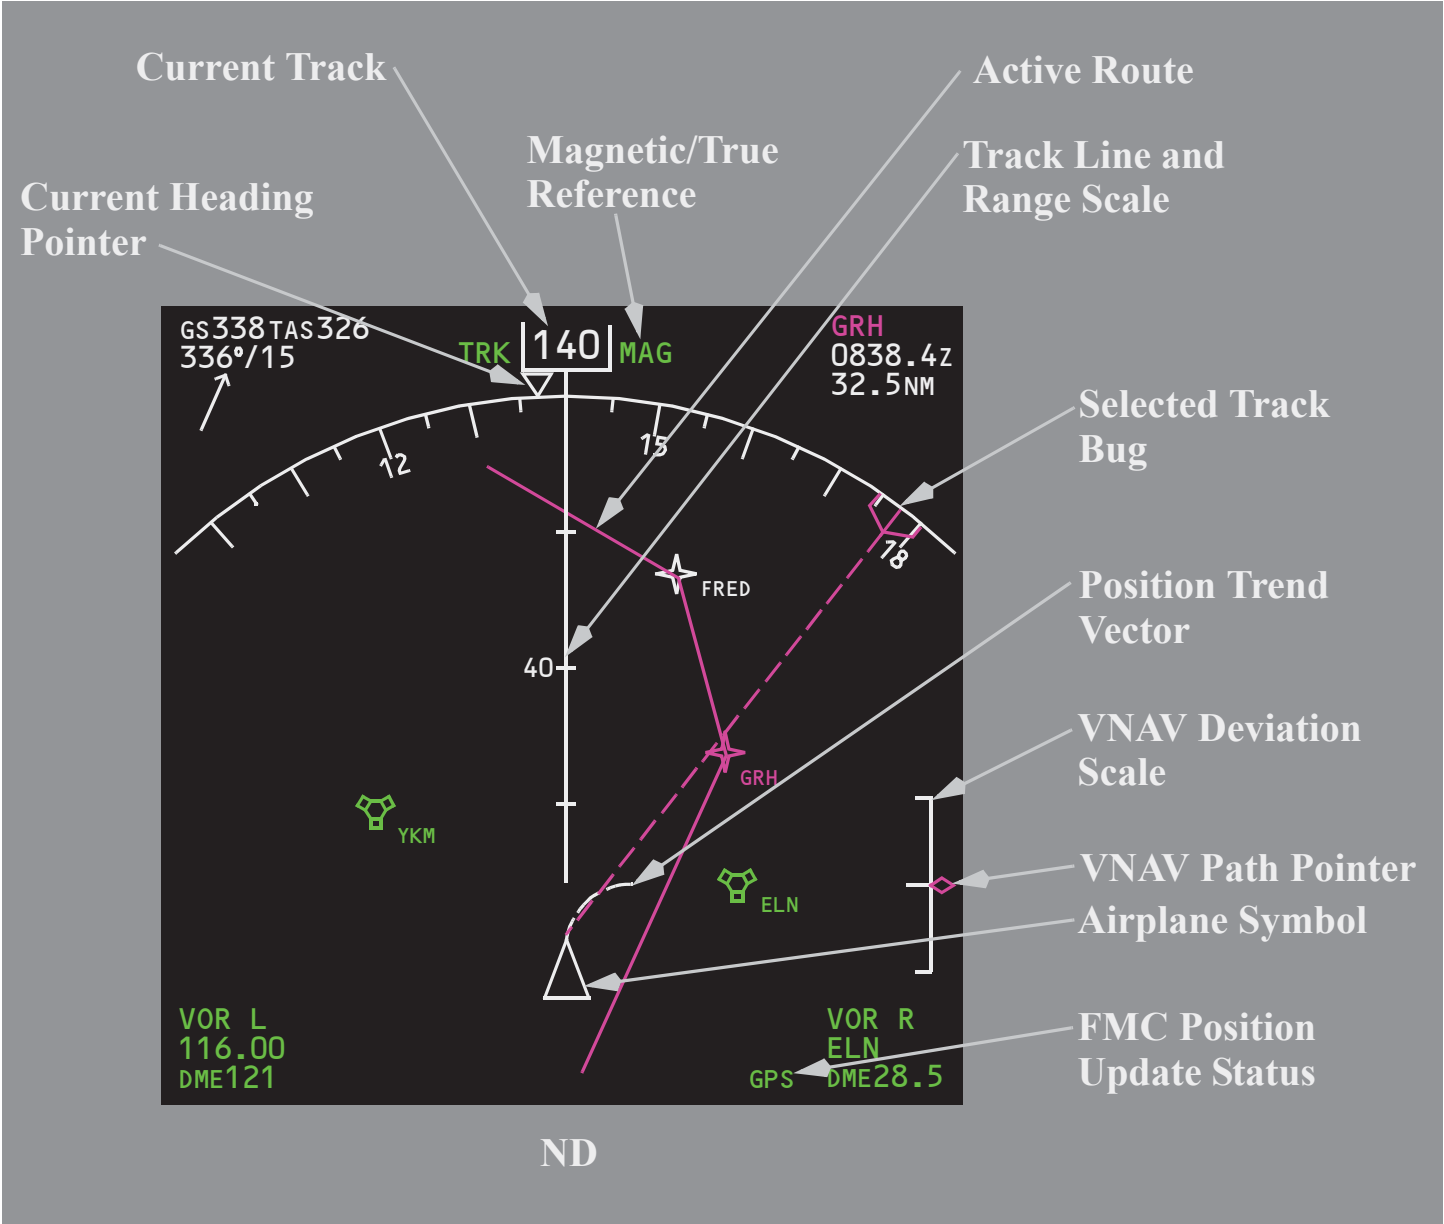 Current Track
Active Route
Magnetic/True
Reference
Track Line and
Range Scale
Current Heading
Pointer
GS338TAS326
336°/15
TRK
140
MAG
GRH
0838.4Z
32.5NM
12
15
18
Selected Track
Bug
FRED
Position Trend
Vector
40
GRH
VNAV Deviation
Scale
YKM
ELN
VNAV Path Pointer
Airplane Symbol
VOR L
116.00
DME121
VOR R
ELN
GPS
DME28.5
FMC Position
Update Status
ND